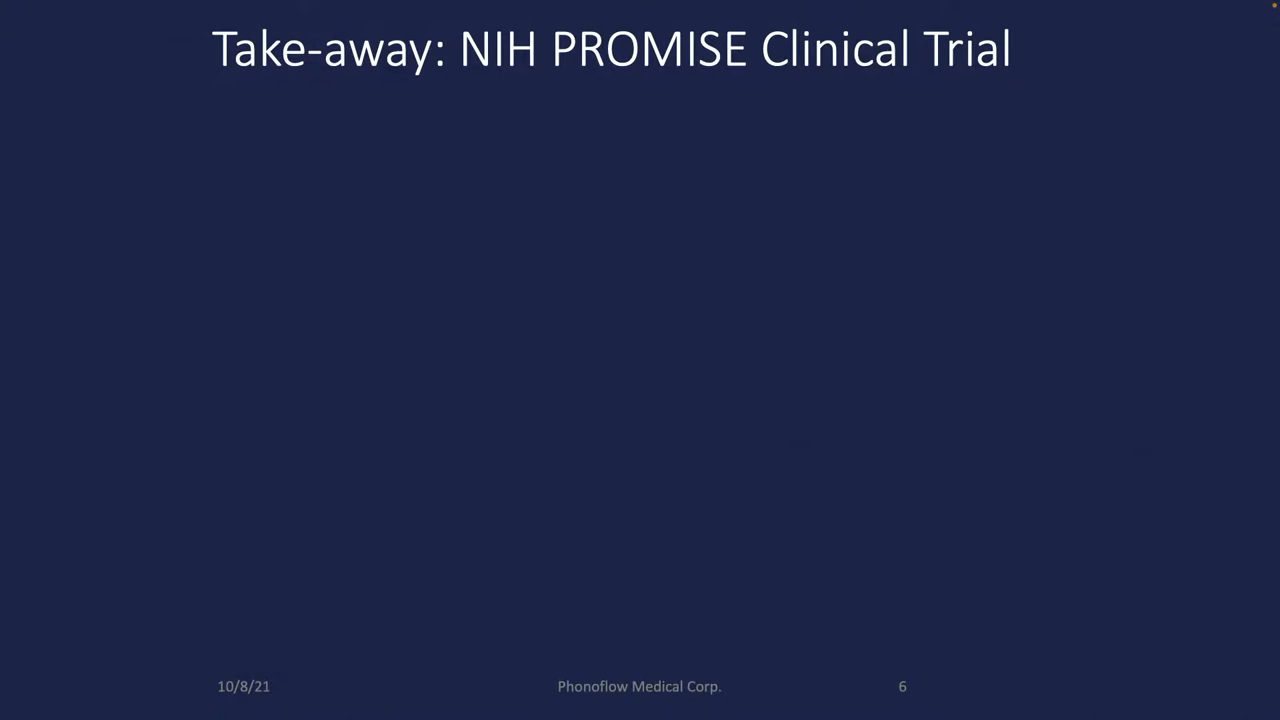 Take-away: NIH PROMISE Clinical Trial
10/8/21
Phonoflow Medical Corp.
6